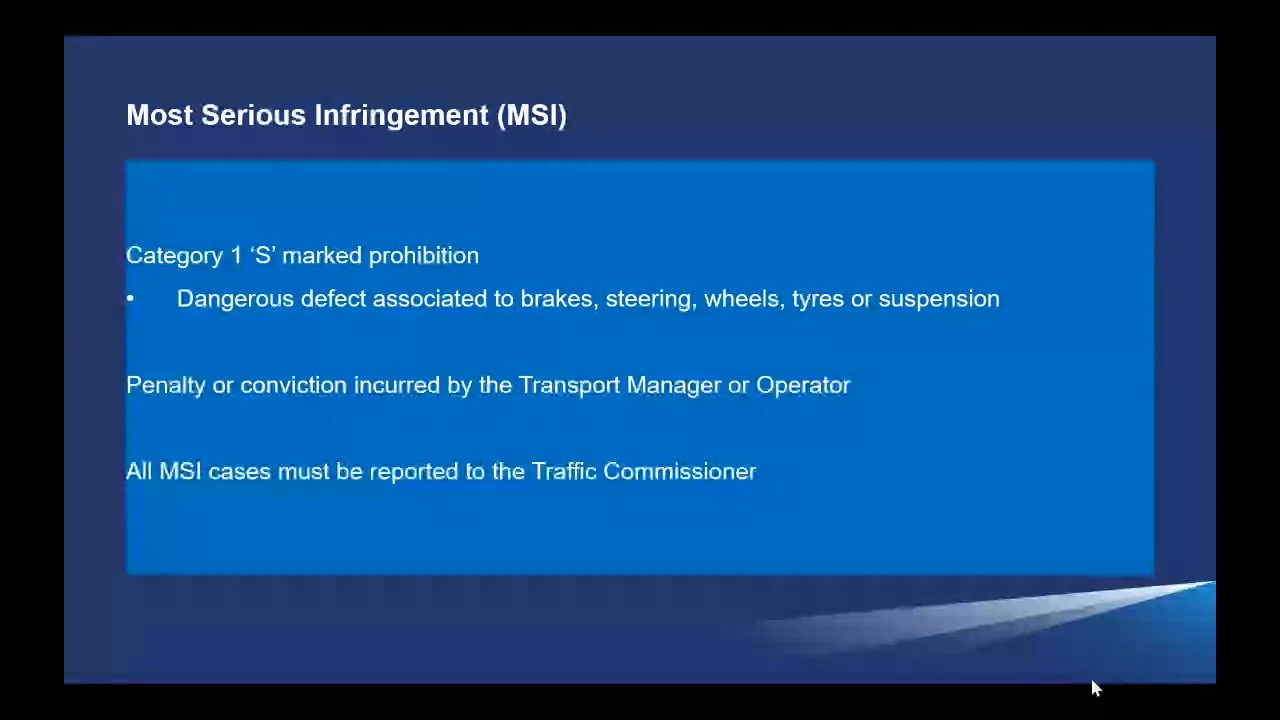 Most Serious Infringement (MSI)
Category 1 ‘S’ marked prohibition
• Dangerous defect associated to brakes, steering, wheels, tyres or suspension
Penalty or conviction incurred by the Transport Manager or Operator
All MSI cases must be reported to the Traffic Commissioner